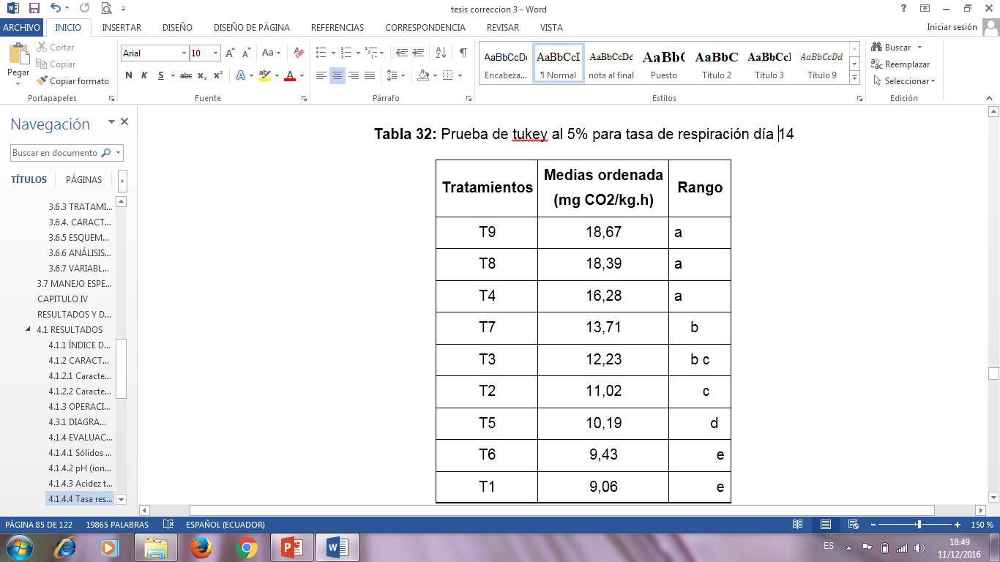 tesis correccion 3 - Word
ARCHIVO INICIO INSERTAR DISEÑO DISEÑO DE PÁGINA REFERENCIAS CORRESPONDENCIA REVISAR VISTA Iniciar sesión
Pegar
Cortar
Copiar
Copiar formato
Portapapeles
Arial 10
N K S abc x₂ x²
Fuente
Párrafo
AaBbCcDc AaBbCcI AaBbCcDd AaBb( AaBbC AaBbCcl AaBbCcDd.
Encabeza... ¶ Normal nota al final Puesto Título 2 Título 3 Título 9
Estilos
Buscar
Reemplazar
Seleccionar
Edición
Navegación
Buscar en documento
TÍTULOS PÁGINAS
3.6.3 TRATAMI...
3.6.4. CARACT...
3.6.5 ESQUEM...
3.6.6 ANÁLISIS...
3.6.7 VARIABL...
3.7 MANEJO ESPE...
CAPITULO IV
RESULTADOS Y D...
4.1 RESULTADOS
4.1.1 ÍNDICE D...
4.1.2 CARACT...
4.1.2.1 Caracte...
4.1.2.2 Caracte...
4.1.3 OPERACI...
4.3.1 DIAGRA...
4.1.4 EVALUAC...
4.1.4.1 Sólidos ...
4.1.4.2 pH (ion...
4.1.4.3 Acidez t...
4.1.4.4 Tasa res...
Tabla 32: Prueba de tukey al 5% para tasa de respiración día 14
Tratamientos Medias ordenada (mg CO2/kg.h) Rango
T9 18,67 a
T8 18,39 a
T4 16,28 a
T7 13,71 b
T3 12,23 b c
T2 11,02 c
T5 10,19 d
T6 9,43 e
T1 9,06 e
PÁGINA 85 DE 122 19865 PALABRAS ESPAÑOL (ECUADOR) 150 %
ES 18:49
11/12/2016